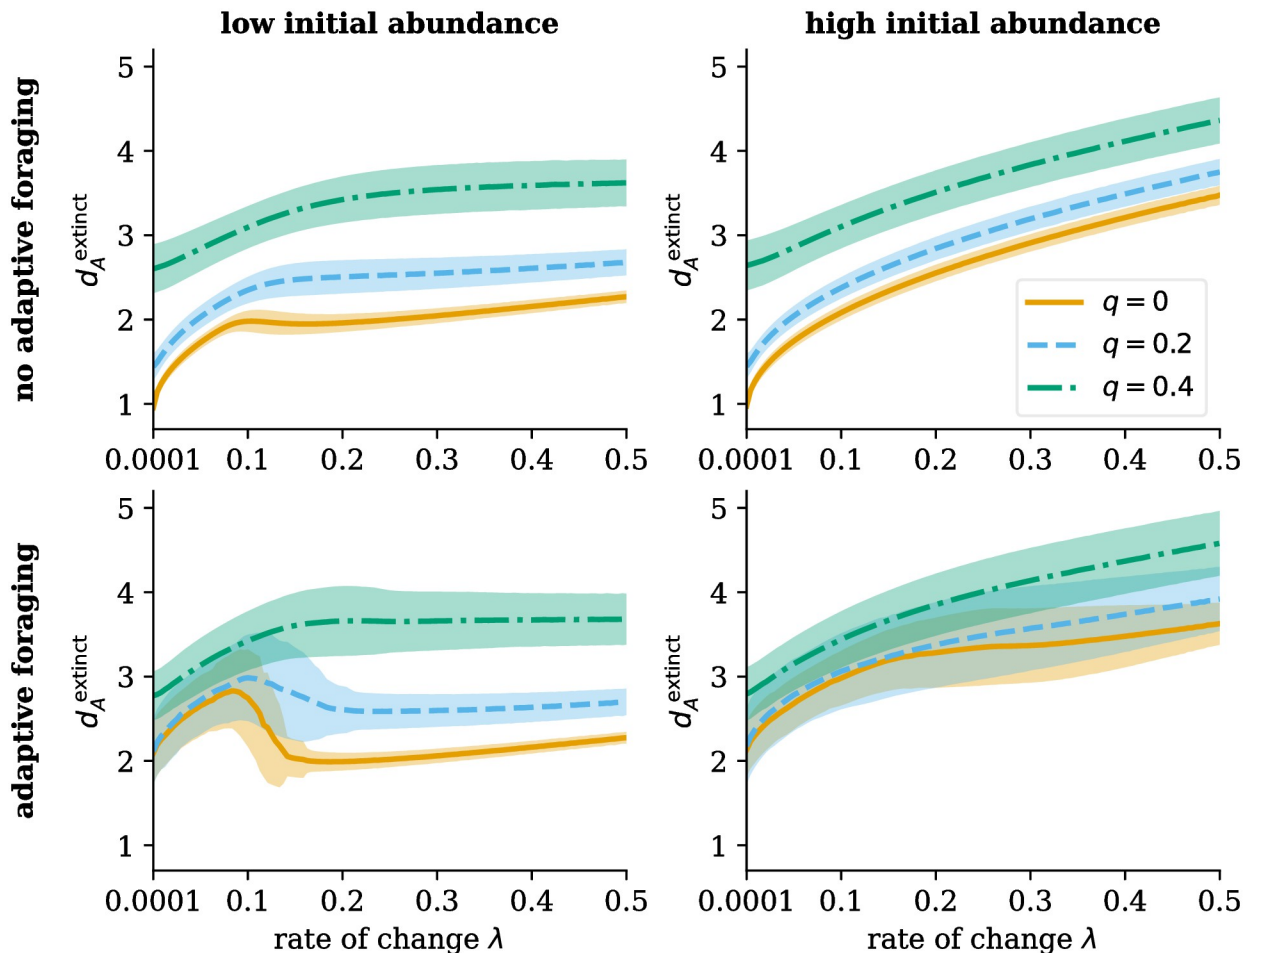 low initial abundance
high initial abundance
no adaptive foraging
d_A^extinct
5
4
3
2
1
0.0001 0.1 0.2 0.3 0.4 0.5
d_A^extinct
5
4
3
2
1
q = 0
q = 0.2
q = 0.4
0.0001 0.1 0.2 0.3 0.4 0.5
adaptive foraging
d_A^extinct
5
4
3
2
1
0.0001 0.1 0.2 0.3 0.4 0.5
rate of change λ
d_A^extinct
5
4
3
2
1
0.0001 0.1 0.2 0.3 0.4 0.5
rate of change λ